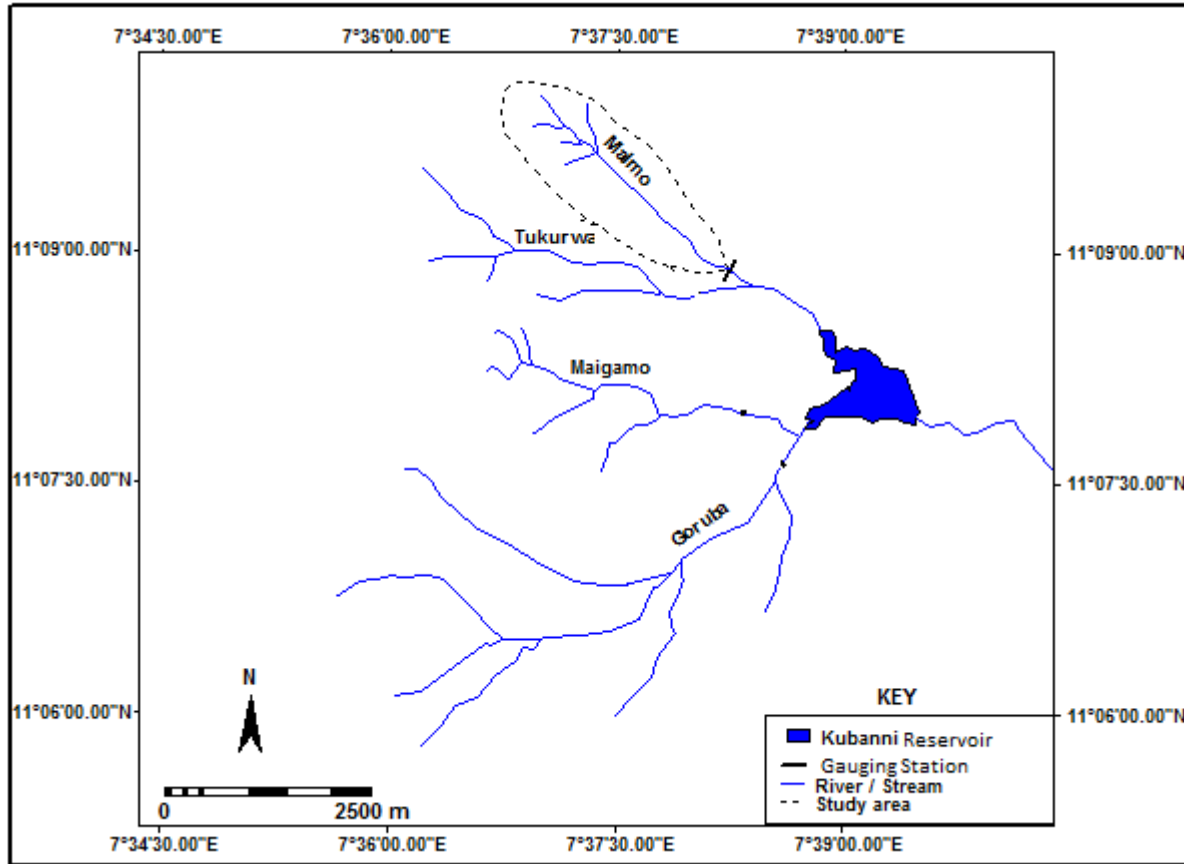 7°34'30.00"E 7°36'00.00"E 7°37'30.00"E 7°39'00.00"E
Malmo
11°09'00.00"N Tukurwa 11°09'00.00"N
Maigamo
11°07'30.00"N 11°07'30.00"N
Goruba
N
11°06'00.00"N 11°06'00.00"N
KEY
Kubanni Reservoir
Gauging Station
River / Stream
Study area
0 2500 m
7°34'30.00"E 7°36'00.00"E 7°37'30.00"E 7°39'00.00"E